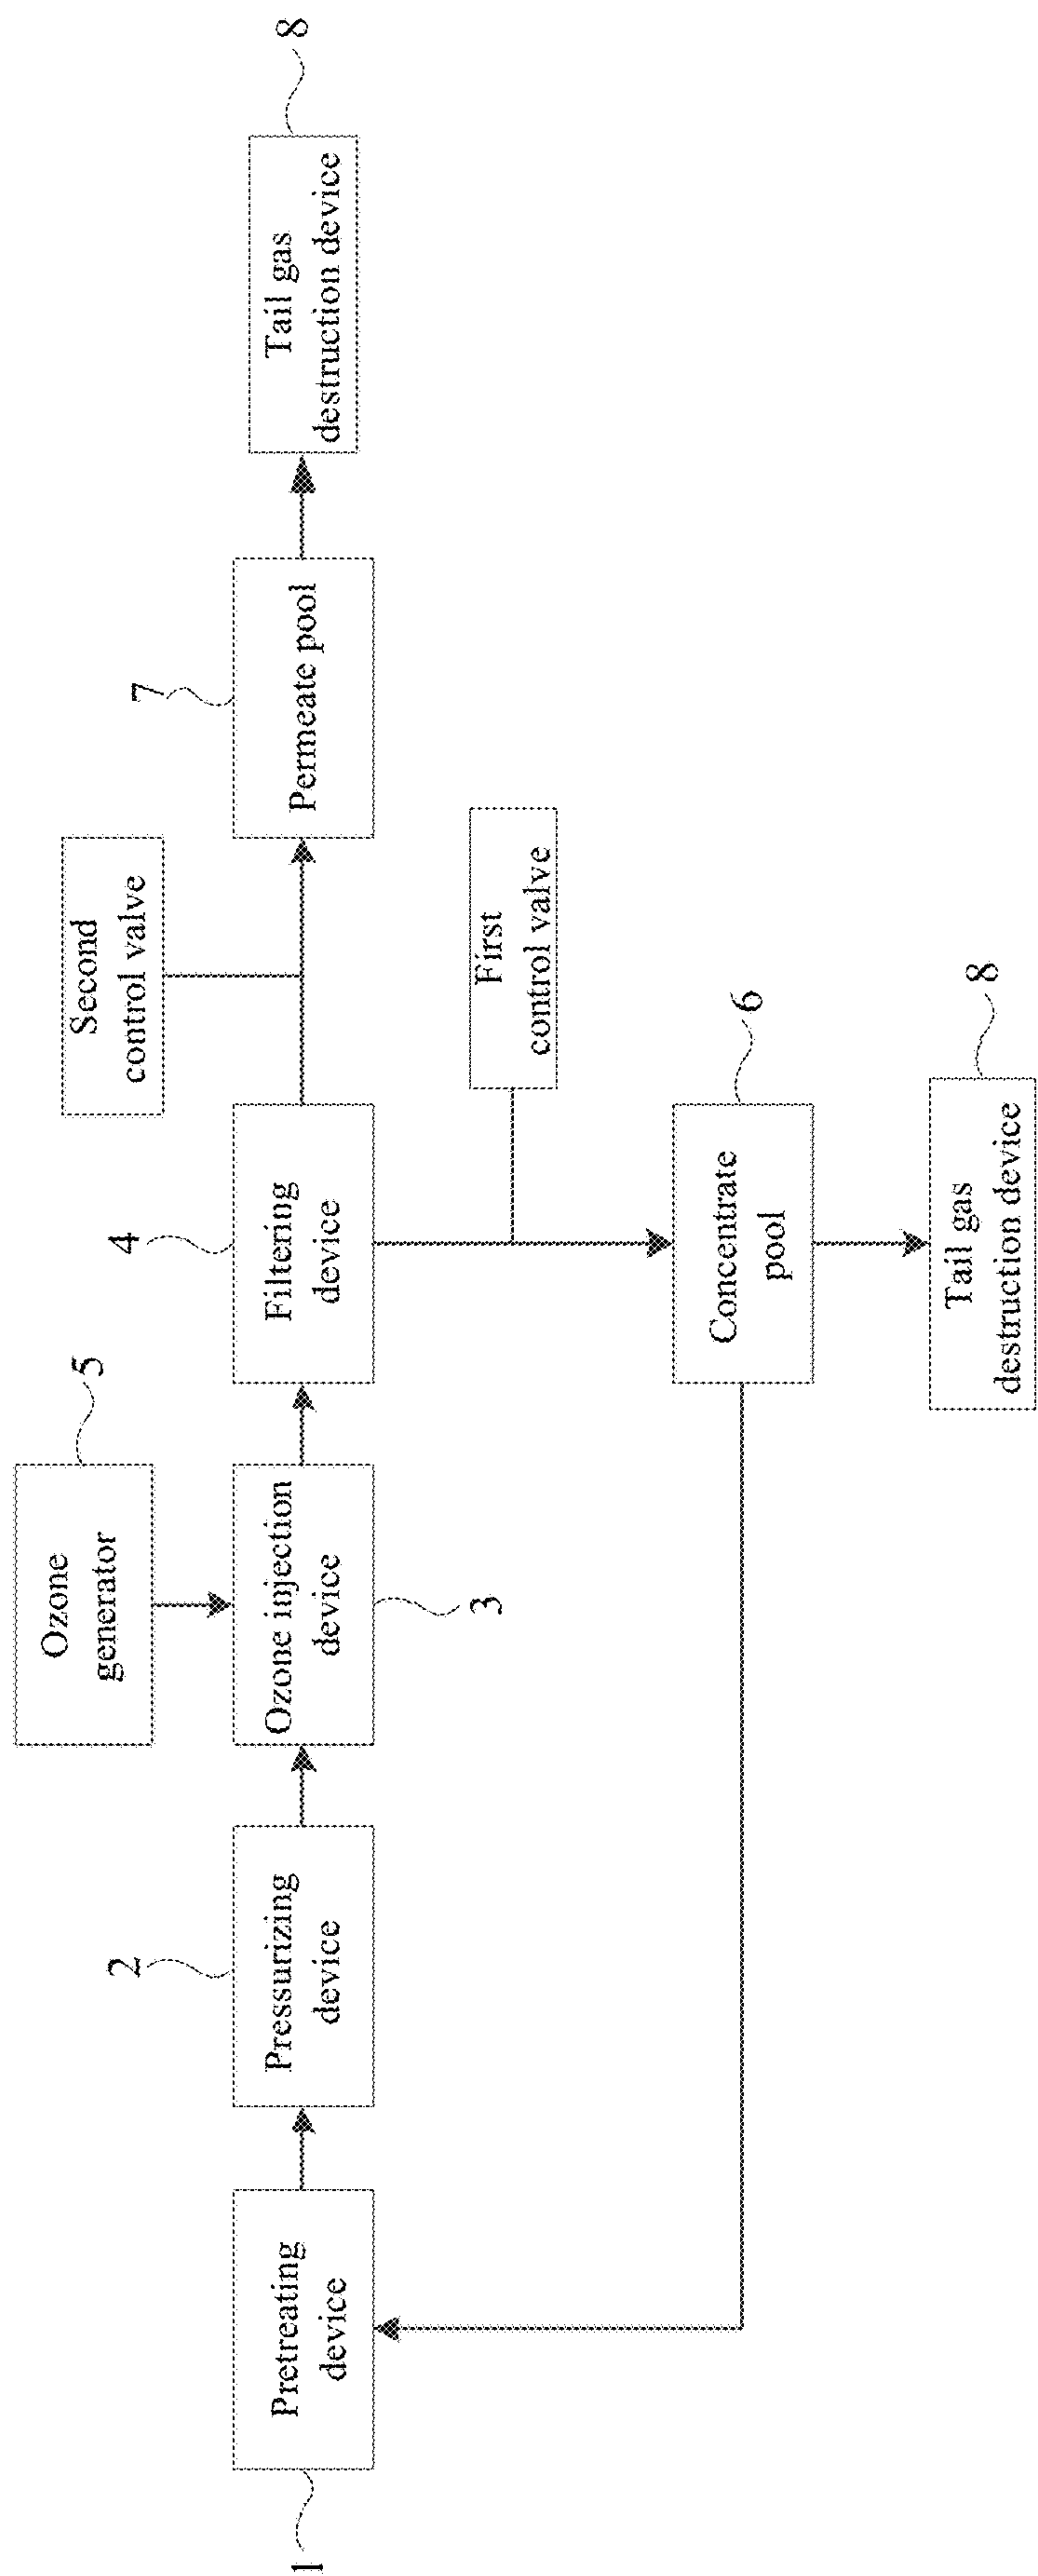 1
Pretreating
device
2
Pressurizing
device
Ozone
generator
5
Ozone injection
device
3
4
Filtering
device
Second
control valve
7
Permeate pool
Tail gas
destruction device
8
First
control valve
6
Concentrate
pool
Tail gas
destruction device
8